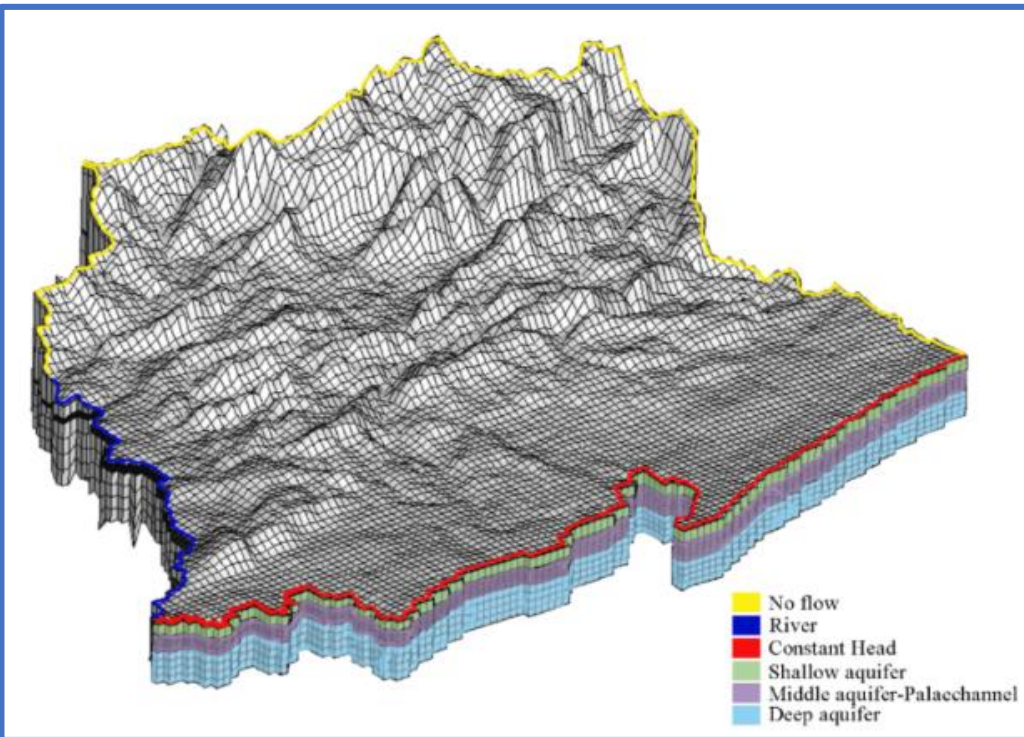 No flow
River
Constant Head
Shallow aquifer
Middle aquifer-Palaechannel
Deep aquifer